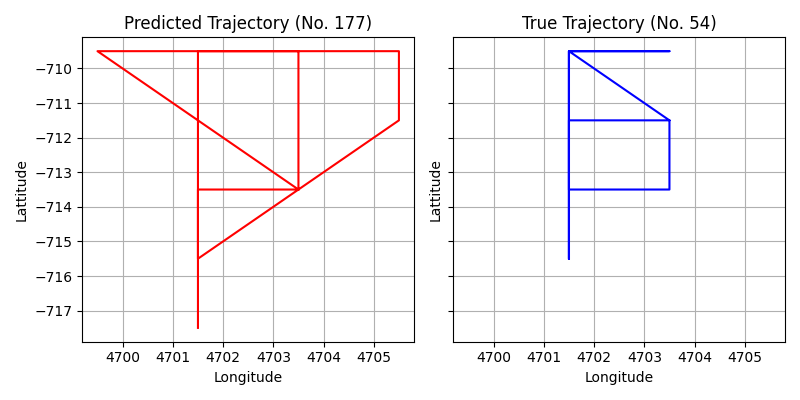 Predicted Trajectory (No. 177)
True Trajectory (No. 54)
−710
−711
−712
−713
−714
−715
−716
−717
Lattitude
Lattitude
4700 4701 4702 4703 4704 4705
4700 4701 4702 4703 4704 4705
Longitude
Longitude